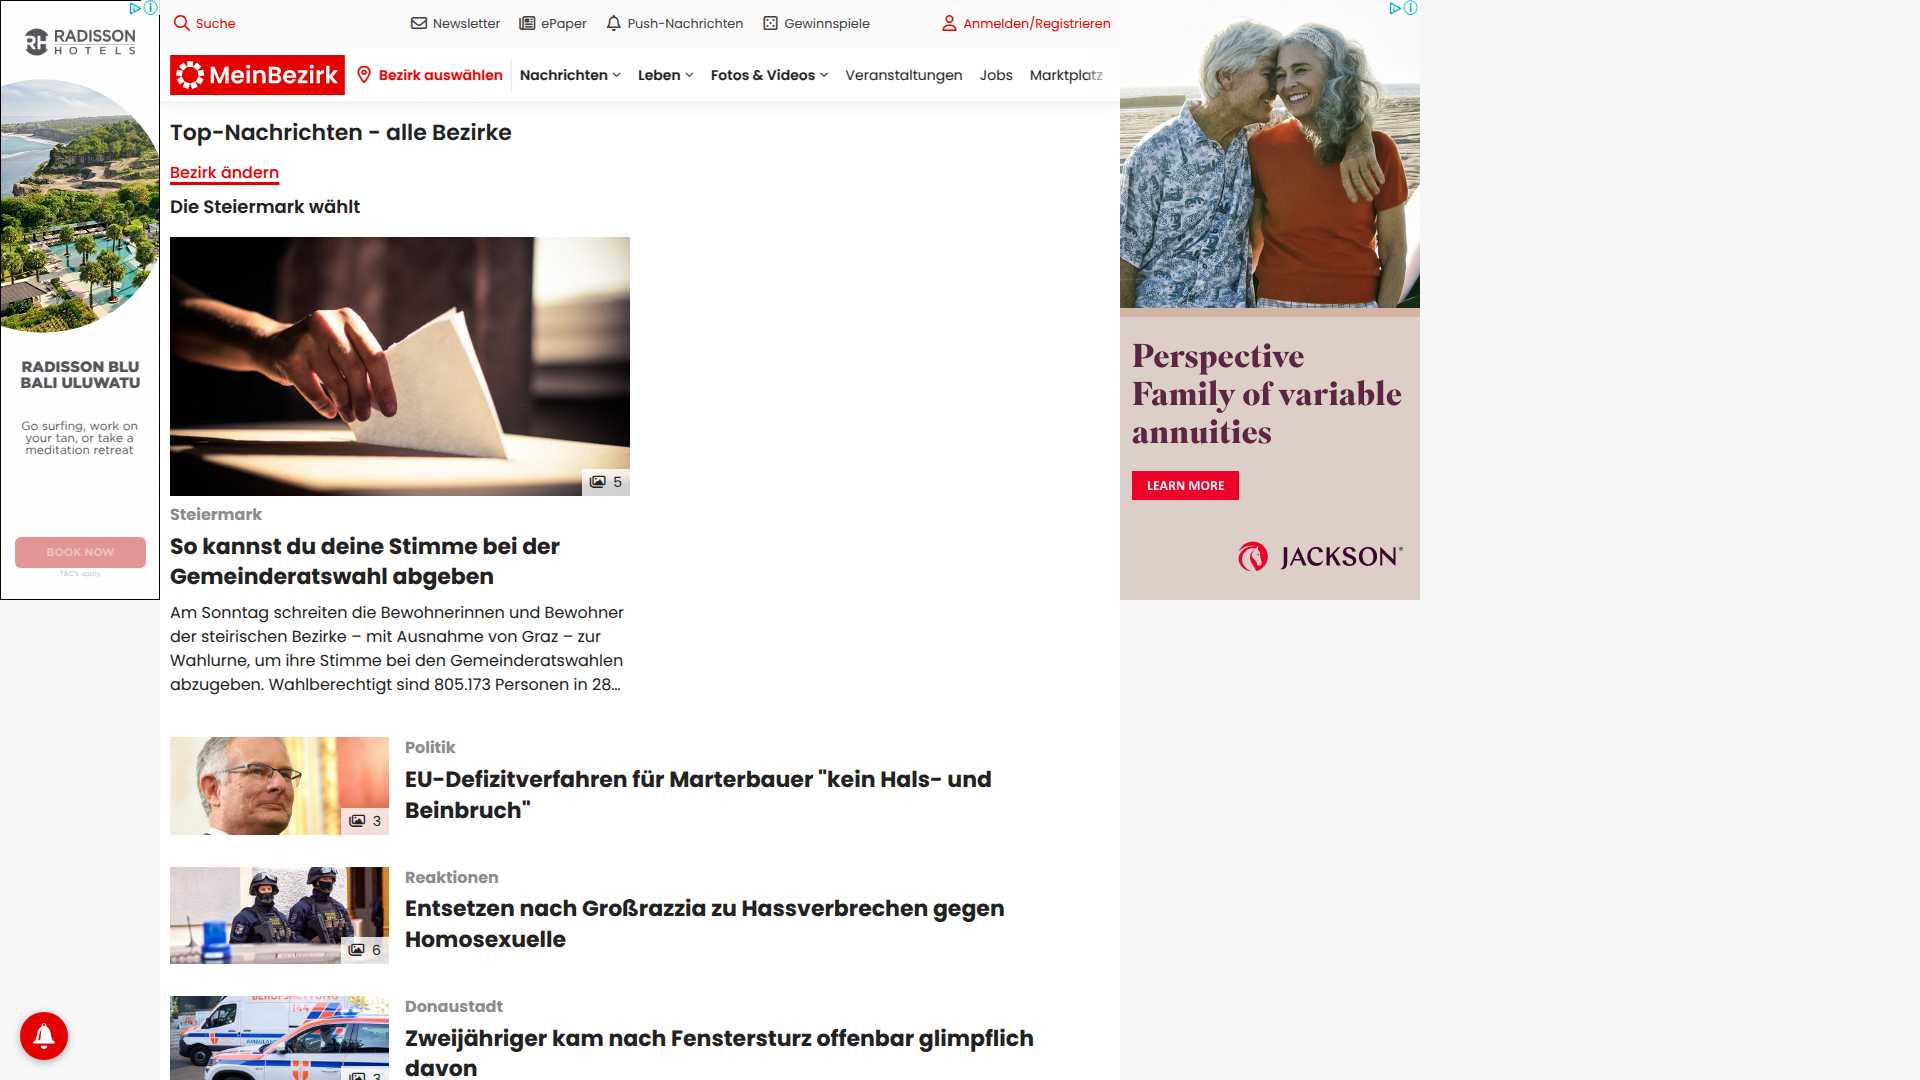 Suche
Newsletter
ePaper
Push-Nachrichten
Gewinnspiele
Anmelden/Registrieren
MeinBezirk
Bezirk auswählen
Nachrichten
Leben
Fotos & Videos
Veranstaltungen
Jobs
Marktplatz
RADISSON
HOTELS
RADISSON BLU
BALI ULUWATU
Go surfing, work on
your tan, or take a
meditation retreat
BOOK NOW
T&C's apply
Top-Nachrichten - alle Bezirke
Bezirk ändern
Die Steiermark wählt
5
Steiermark
So kannst du deine Stimme bei der
Gemeinderatswahl abgeben
Am Sonntag schreiten die Bewohnerinnen und Bewohner
der steirischen Bezirke – mit Ausnahme von Graz – zur
Wahlurne, um ihre Stimme bei den Gemeinderatswahlen
abzugeben. Wahlberechtigt sind 805.173 Personen in 28...
3
Politik
EU-Defizitverfahren für Marterbauer "kein Hals- und
Beinbruch"
6
Reaktionen
Entsetzen nach Großrazzia zu Hassverbrechen gegen
Homosexuelle
3
Donaustadt
Zweijähriger kam nach Fenstersturz offenbar glimpflich
davon
Perspective
Family of variable
annuities
LEARN MORE
JACKSON